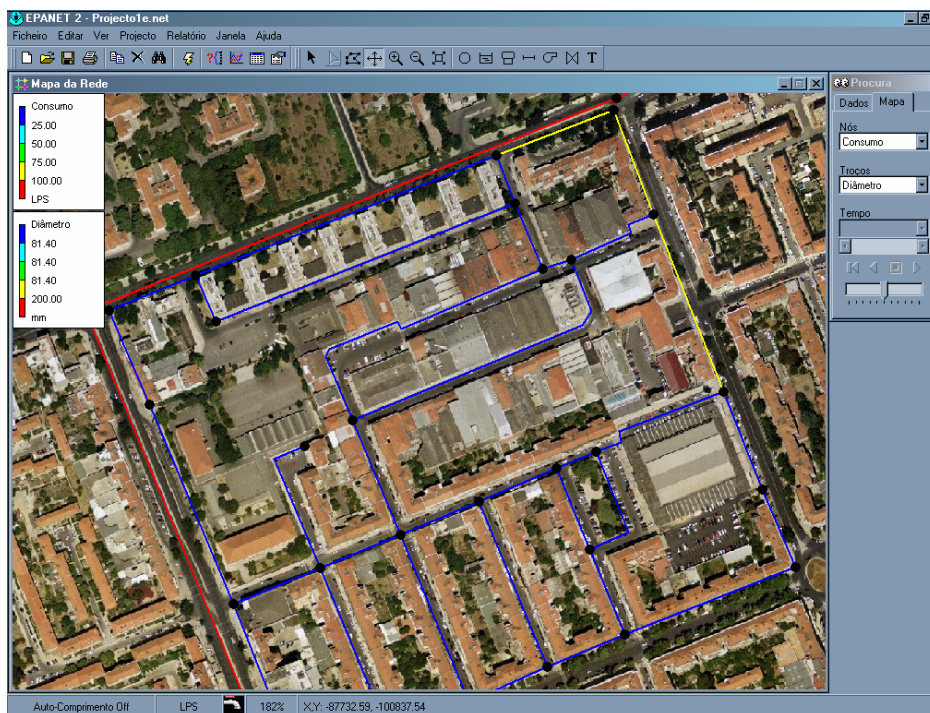 EPANET 2 - Projecto1e.net
Ficheiro Editar Ver Projecto Relatório Janela Ajuda
T
Mapa da Rede
Consumo
25.00
50.00
75.00
100.00
LPS
Diâmetro
81.40
81.40
81.40
200.00
mm
Procura
Dados Mapa
Nós
Consumo
Troços
Diâmetro
Tempo
Auto-Comprimento Off LPS 182% X,Y: -87732.59, -100837.54